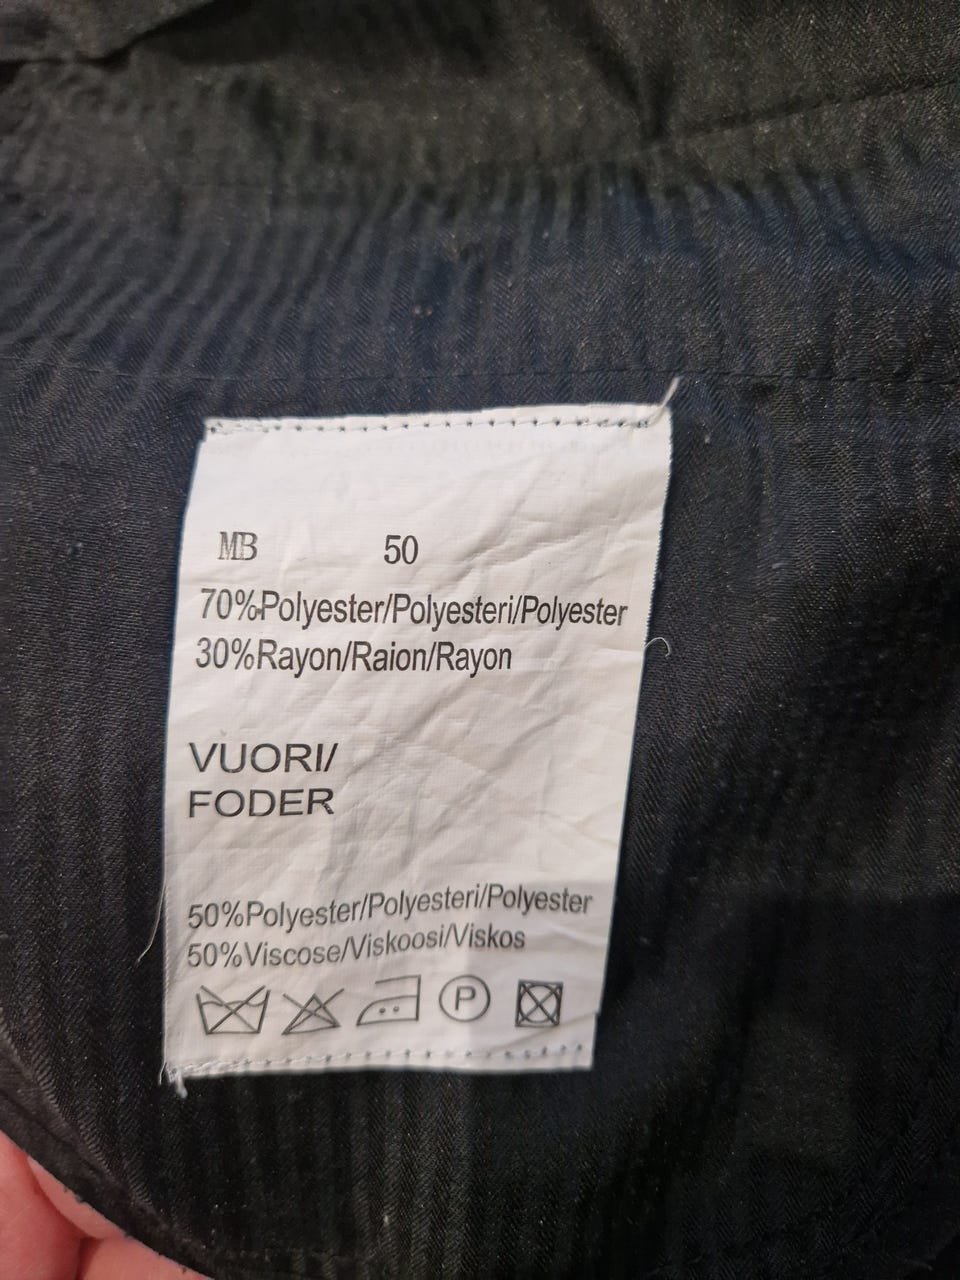 MB 50
70%Polyester/Polyesteri/Polyester
30%Rayon/Raion/Rayon
VUORI/
FODER
50%Polyester/Polyesteri/Polyester
50%Viscose/Viskoosi/Viskos
P